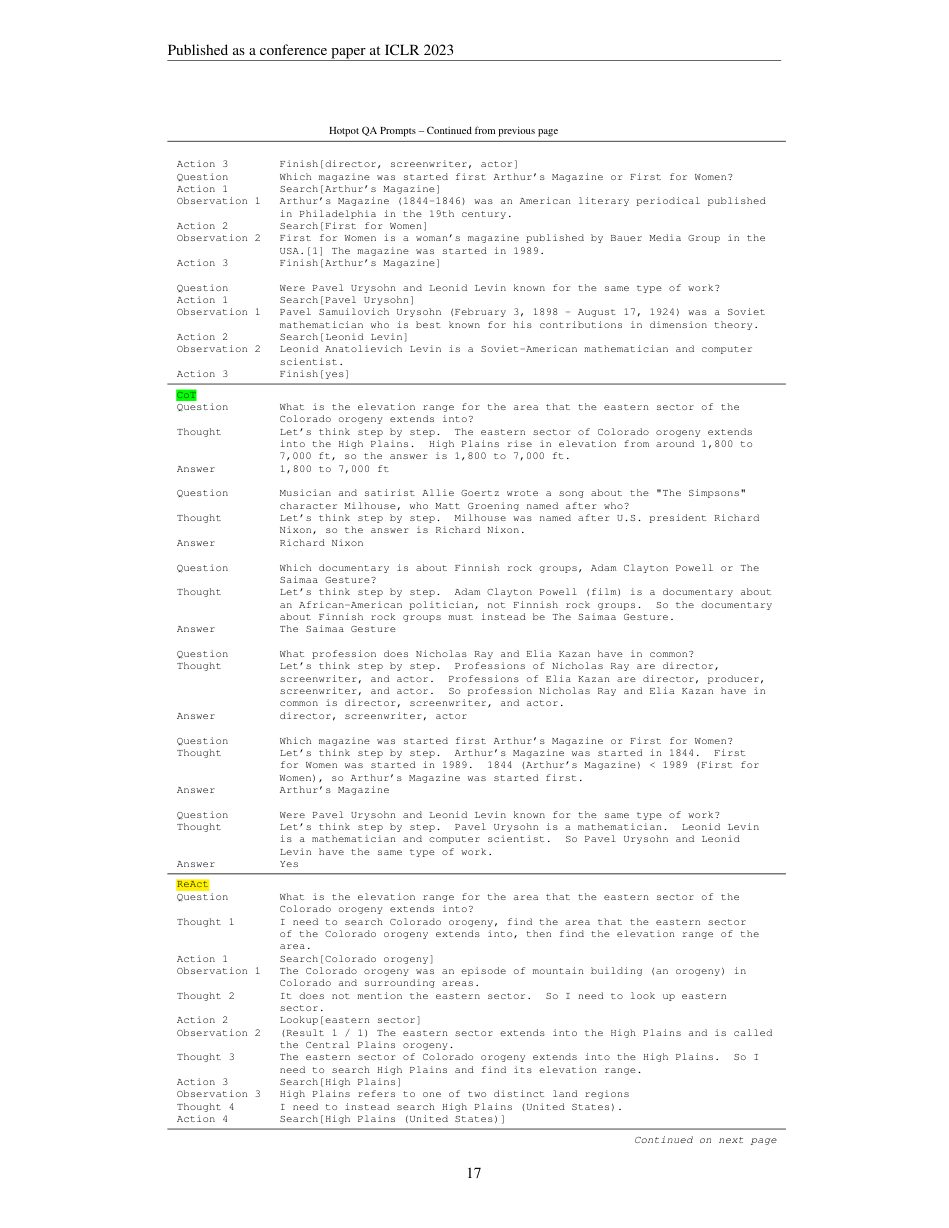 Published as a conference paper at ICLR 2023
Hotpot QA Prompts – Continued from previous page
Action 3 Finish[director, screenwriter, actor]
Question Which magazine was started first Arthur's Magazine or First for Women?
Action 1 Search[Arthur's Magazine]
Observation 1 Arthur's Magazine (1844-1846) was an American literary periodical published
in Philadelphia in the 19th century.
Action 2 Search[First for Women]
Observation 2 First for Women is a woman's magazine published by Bauer Media Group in the
USA.[1] The magazine was started in 1989.
Action 3 Finish[Arthur's Magazine]
Question Were Pavel Urysohn and Leonid Levin known for the same type of work?
Action 1 Search[Pavel Urysohn]
Observation 1 Pavel Samuilovich Urysohn (February 3, 1898 - August 17, 1924) was a Soviet
mathematician who is best known for his contributions in dimension theory.
Action 2 Search[Leonid Levin]
Observation 2 Leonid Anatolievich Levin is a Soviet-American mathematician and computer
scientist.
Action 3 Finish[yes]
CoT
Question What is the elevation range for the area that the eastern sector of the
Colorado orogeny extends into?
Thought Let's think step by step. The eastern sector of Colorado orogeny extends
into the High Plains. High Plains rise in elevation from around 1,800 to
7,000 ft, so the answer is 1,800 to 7,000 ft.
Answer 1,800 to 7,000 ft
Question Musician and satirist Allie Goertz wrote a song about the "The Simpsons"
character Milhouse, who Matt Groening named after who?
Thought Let's think step by step. Milhouse was named after U.S. president Richard
Nixon, so the answer is Richard Nixon.
Answer Richard Nixon
Question Which documentary is about Finnish rock groups, Adam Clayton Powell or The
Saimaa Gesture?
Thought Let's think step by step. Adam Clayton Powell (film) is a documentary about
an African-American politician, not Finnish rock groups. So the documentary
about Finnish rock groups must instead be The Saimaa Gesture.
Answer The Saimaa Gesture
Question What profession does Nicholas Ray and Elia Kazan have in common?
Thought Let's think step by step. Professions of Nicholas Ray are director,
screenwriter, and actor. Professions of Elia Kazan are director, producer,
screenwriter, and actor. So profession Nicholas Ray and Elia Kazan have in
common is director, screenwriter, and actor.
Answer director, screenwriter, actor
Question Which magazine was started first Arthur's Magazine or First for Women?
Thought Let's think step by step. Arthur's Magazine was started in 1844. First
for Women was started in 1989. 1844 (Arthur's Magazine) < 1989 (First for
Women), so Arthur's Magazine was started first.
Answer Arthur's Magazine
Question Were Pavel Urysohn and Leonid Levin known for the same type of work?
Thought Let's think step by step. Pavel Urysohn is a mathematician. Leonid Levin
is a mathematician and computer scientist. So Pavel Urysohn and Leonid
Levin have the same type of work.
Answer Yes
ReAct
Question What is the elevation range for the area that the eastern sector of the
Colorado orogeny extends into?
Thought 1 I need to search Colorado orogeny, find the area that the eastern sector
of the Colorado orogeny extends into, then find the elevation range of the
area.
Action 1 Search[Colorado orogeny]
Observation 1 The Colorado orogeny was an episode of mountain building (an orogeny) in
Colorado and surrounding areas.
Thought 2 It does not mention the eastern sector. So I need to look up eastern
sector.
Action 2 Lookup[eastern sector]
Observation 2 (Result 1 / 1) The eastern sector extends into the High Plains and is called
the Central Plains orogeny.
Thought 3 The eastern sector of Colorado orogeny extends into the High Plains. So I
need to search High Plains and find its elevation range.
Action 3 Search[High Plains]
Observation 3 High Plains refers to one of two distinct land regions
Thought 4 I need to instead search High Plains (United States).
Action 4 Search[High Plains (United States)]
Continued on next page
17